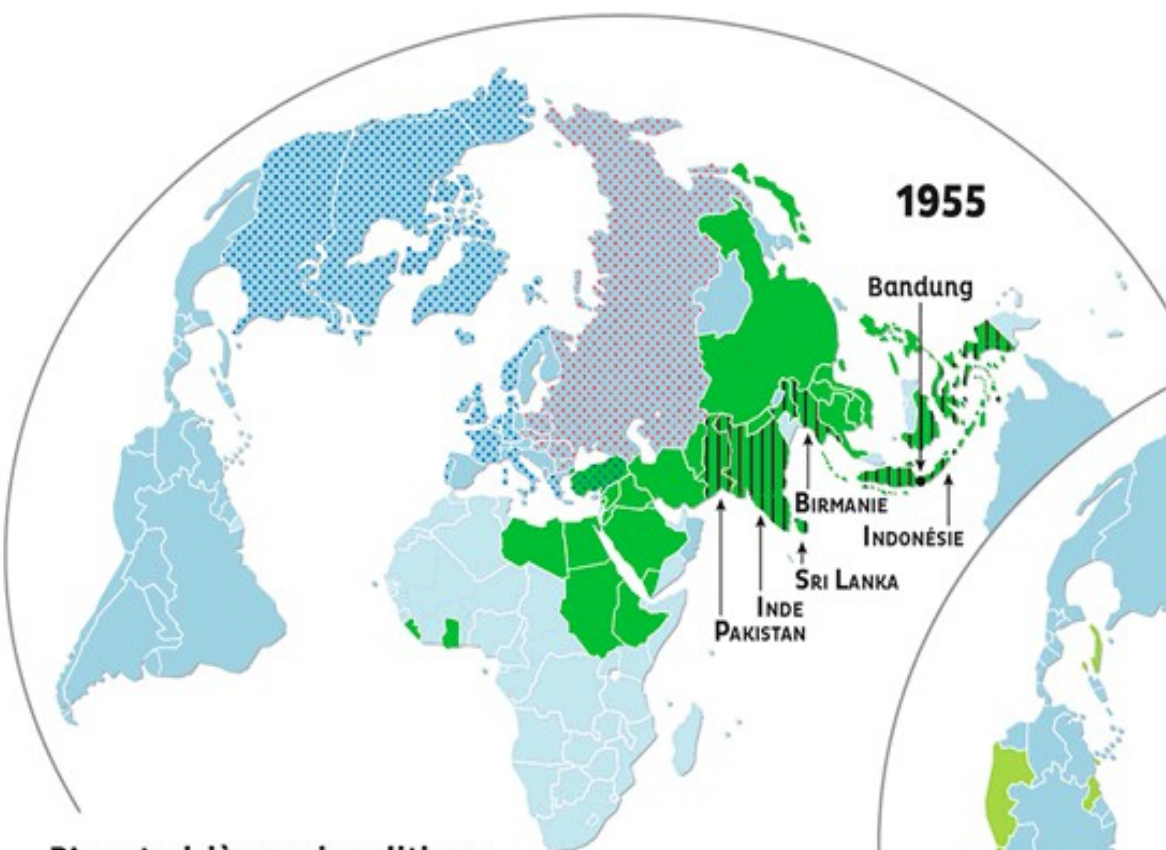 1955
Bandung
BIRMANIE
INDONÉSIE
SRI LANKA
INDE
PAKISTAN